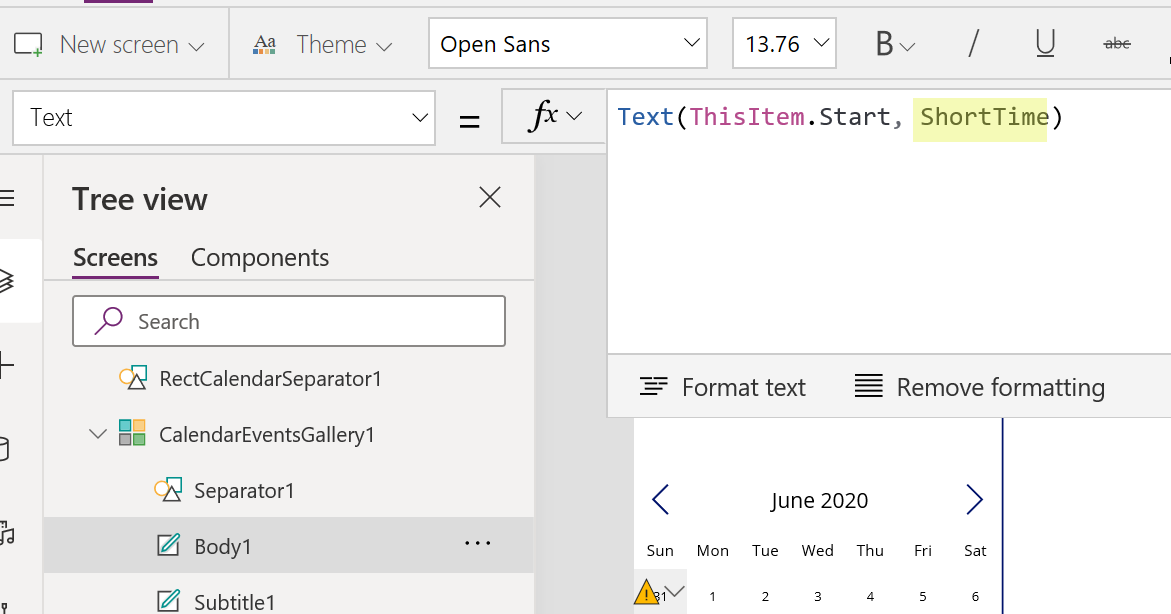 New screen
Aa
Theme
Open Sans
13.76
B
/
U
abc
Text
=
fx
Text(ThisItem.Start, ShortTime)
Tree view
Screens
Components
Search
RectCalendarSeparator1
CalendarEventsGallery1
Separator1
Body1
Subtitle1
Format text
Remove formatting
June 2020
Sun Mon Tue Wed Thu Fri Sat
31 1 2 3 4 5 6